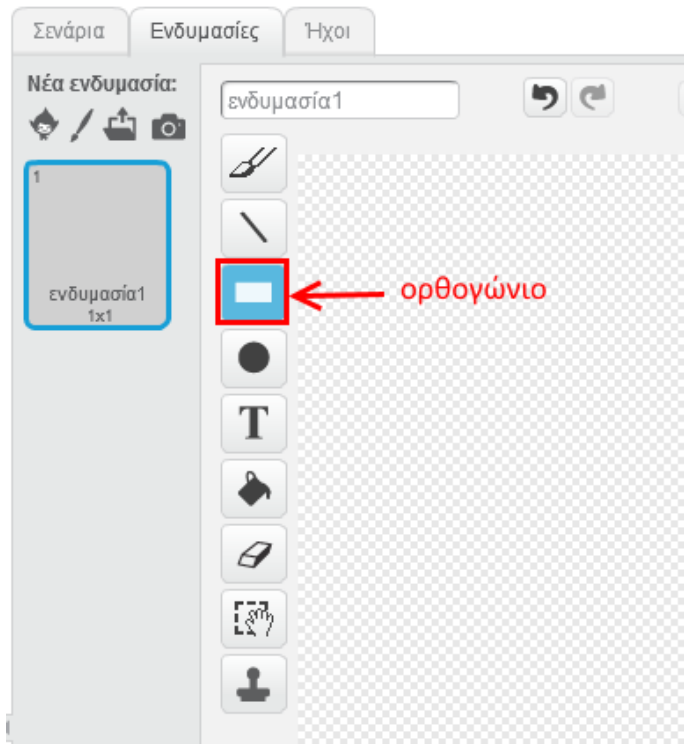 Σενάρια Ενδυμασίες Ήχοι
Νέα ενδυμασία:
ενδυμασία1
1
ενδυμασία1
1x1
ορθογώνιο
T